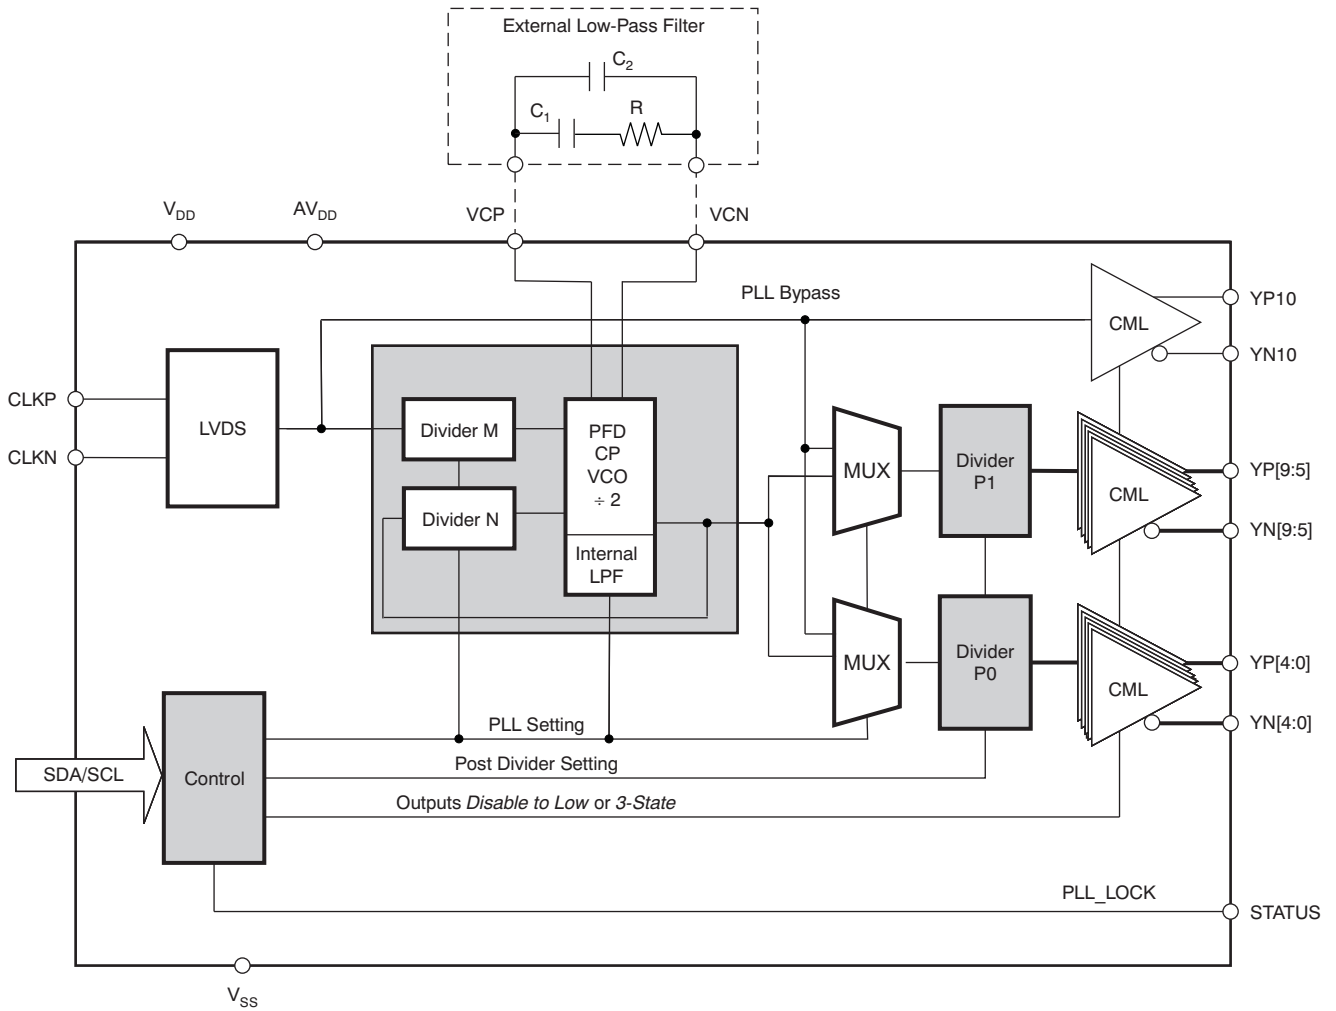 External Low-Pass Filter
C2
C1
R
VDD
AVDD
VCP
VCN
PLL Bypass
CML
YP10
YN10
CLKP
CLKN
LVDS
Divider M
Divider N
PFD
CP
VCO
÷ 2
Internal
LPF
MUX
Divider
P1
CML
YP[9:5]
YN[9:5]
MUX
Divider
P0
CML
YP[4:0]
YN[4:0]
SDA/SCL
Control
PLL Setting
Post Divider Setting
Outputs Disable to Low or 3-State
PLL_LOCK
STATUS
VSS